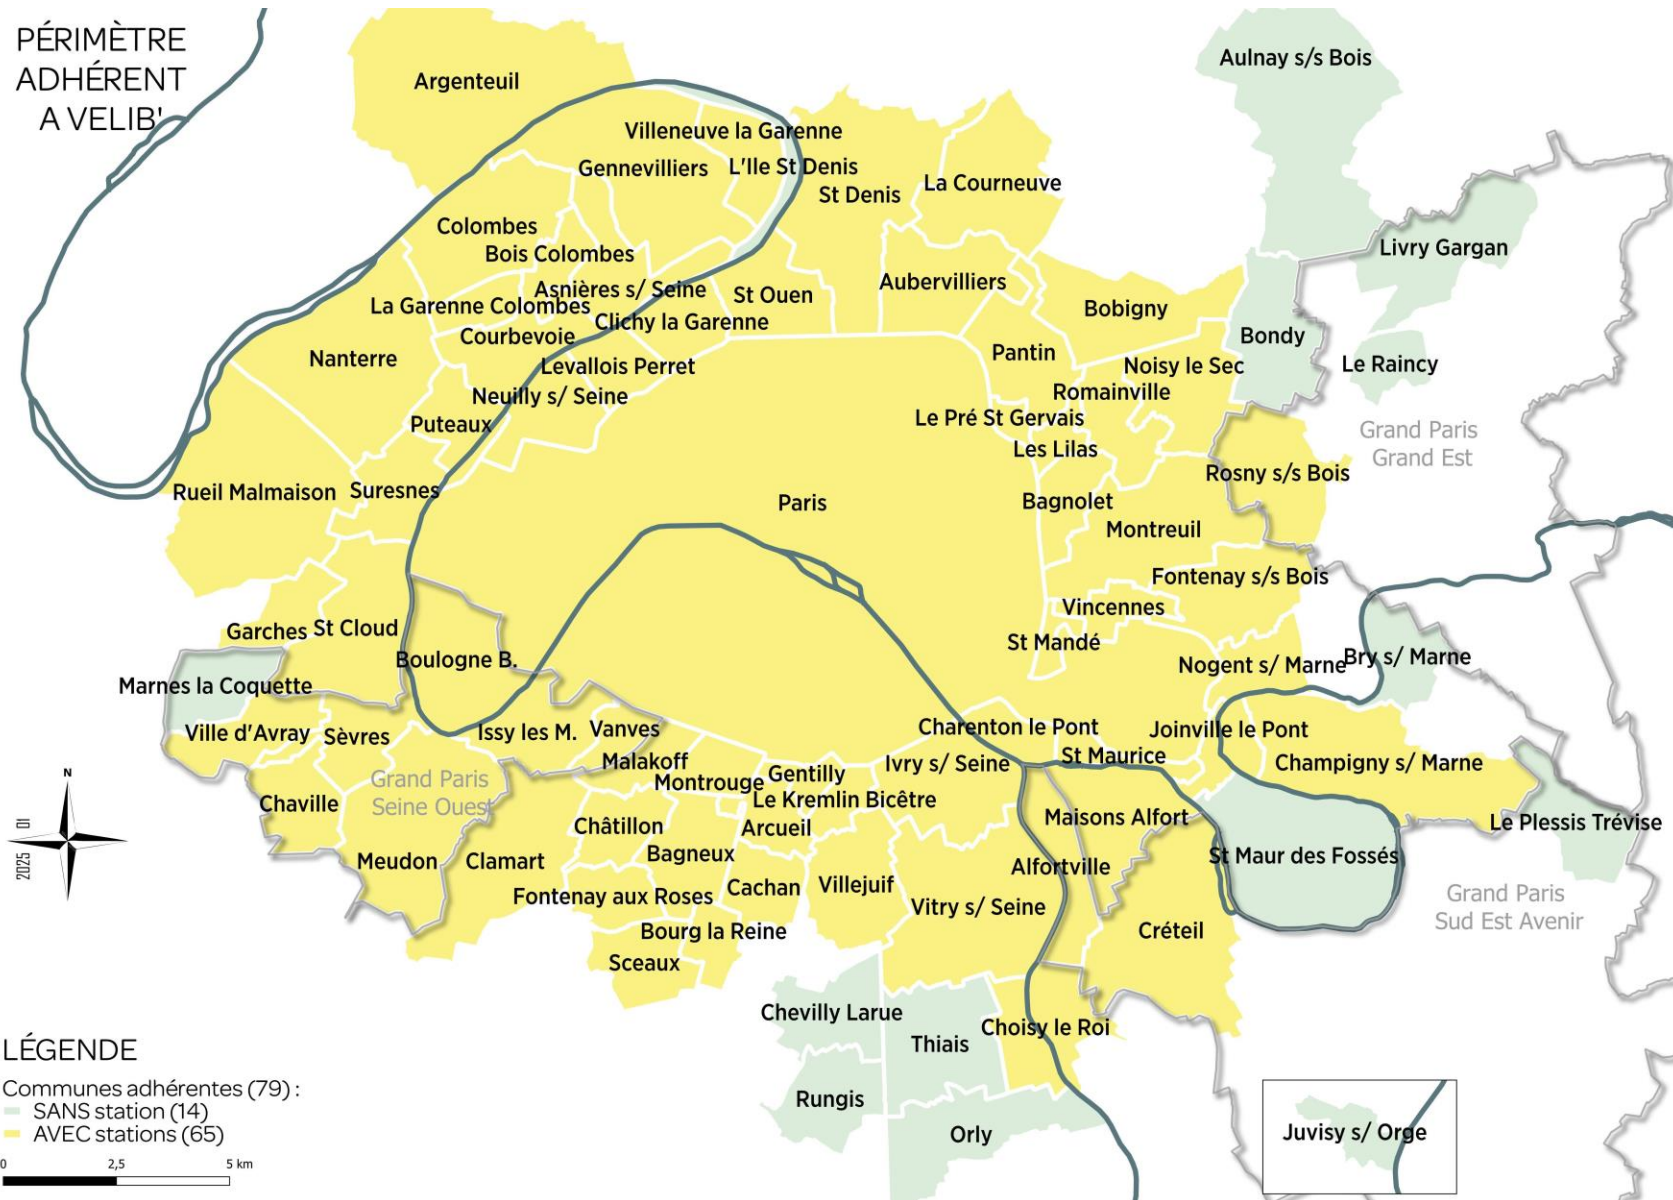 PÉRIMÈTRE
ADHÉRENT
A VELIB'
Aulnay s/s Bois
Argenteuil
Villeneuve la Garenne
Gennevilliers
L'Ile St Denis
La Courneuve
St Denis
Colombes
Livry Gargan
Bois Colombes
Aubervilliers
Asnières s/ Seine
St Ouen
La Garenne Colombes
Bobigny
Clichy la Garenne
Courbevoie
Bondy
Nanterre
Pantin
Levallois Perret
Noisy le Sec
Le Raincy
Romainville
Neuilly s/ Seine
Le Pré St Gervais
Puteaux
Grand Paris
Grand Est
Les Lilas
Rosny s/s Bois
Rueil Malmaison
Suresnes
Paris
Bagnolet
Montreuil
Fontenay s/s Bois
Vincennes
Garches
St Cloud
St Mandé
Boulogne B.
Nogent s/ Marne
Bry s/ Marne
Marnes la Coquette
Ville d'Avray
Sèvres
Issy les M.
Vanves
Charenton le Pont
Joinville le Pont
St Maurice
Malakoff
Ivry s/ Seine
Champigny s/ Marne
Montrouge
Gentilly
Grand Paris
Seine Ouest
Chaville
Le Kremlin Bicêtre
Maisons Alfort
Le Plessis Trévise
Châtillon
Arcueil
Bagneux
St Maur des Fossés
Meudon
Clamart
Alfortville
Cachan
Villejuif
Fontenay aux Roses
Vitry s/ Seine
Grand Paris
Sud Est Avenir
Bourg la Reine
Créteil
Sceaux
Chevilly Larue
Choisy le Roi
Thiais
Rungis
Orly
Juvisy s/ Orge
N
2025 01
LÉGENDE
Communes adhérentes (79) :
SANS station (14)
AVEC stations (65)
0 2,5 5 km